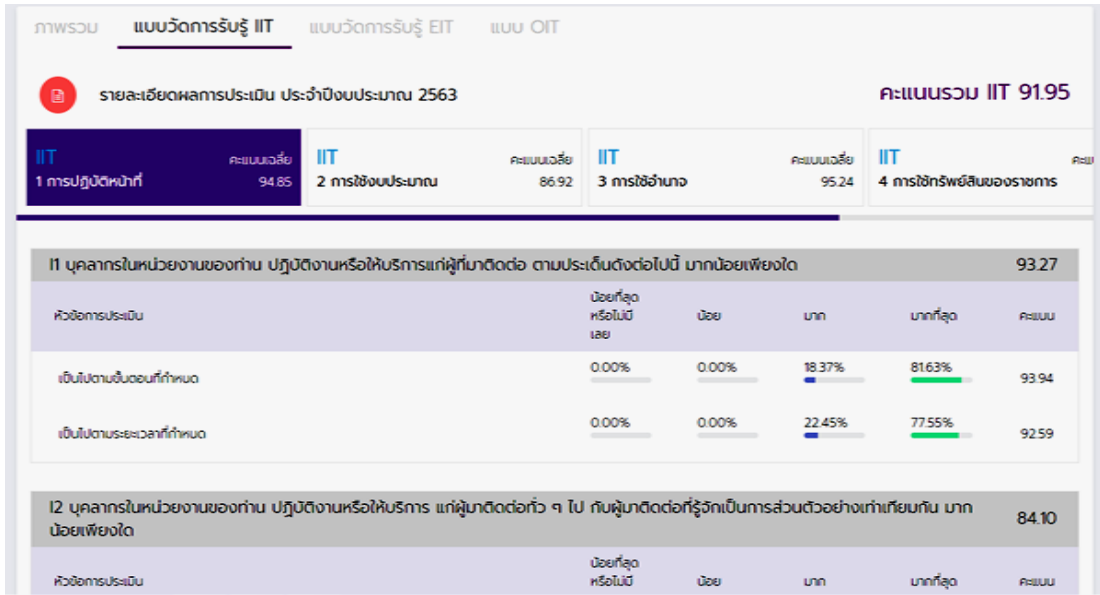 ภาพรวม แบบวัดการรับรู้ IIT แบบวัดการรับรู้ EIT แบบ OIT
รายละเอียดผลการประเมิน ประจำปีงบประมาณ 2563 คะแนนรวม IIT 91.95
IIT คะแนนเฉลี่ย IIT คะแนนเฉลี่ย IIT คะแนนเฉลี่ย IIT คะแ
1 การปฏิบัติหน้าที่ 94.85 2 การใช้งบประมาณ 86.92 3 การใช้อำนาจ 95.24 4 การใช้ทรัพย์สินของราชการ
I1 บุคลากรในหน่วยงานของท่าน ปฏิบัติงานหรือให้บริการแก่ผู้ที่มาติดต่อ ตามประเด็นดังต่อไปนี้ มากน้อยเพียงใด 93.27
หัวข้อการประเมิน น้อยที่สุด หรือไม่มี เลย น้อย มาก มากที่สุด คะแนน
เป็นไปตามขั้นตอนที่กำหนด 0.00% 0.00% 18.37% 81.63% 93.94
เป็นไปตามระยะเวลาที่กำหนด 0.00% 0.00% 22.45% 77.55% 92.59
I2 บุคลากรในหน่วยงานของท่าน ปฏิบัติงานหรือให้บริการ แก่ผู้มาติดต่อทั่ว ๆ ไป กับผู้มาติดต่อที่รู้จักเป็นการส่วนตัวอย่างเท่าเทียมกัน มาก
น้อยเพียงใด 84.10
หัวข้อการประเมิน น้อยที่สุด หรือไม่มี น้อย มาก มากที่สุด คะแนน